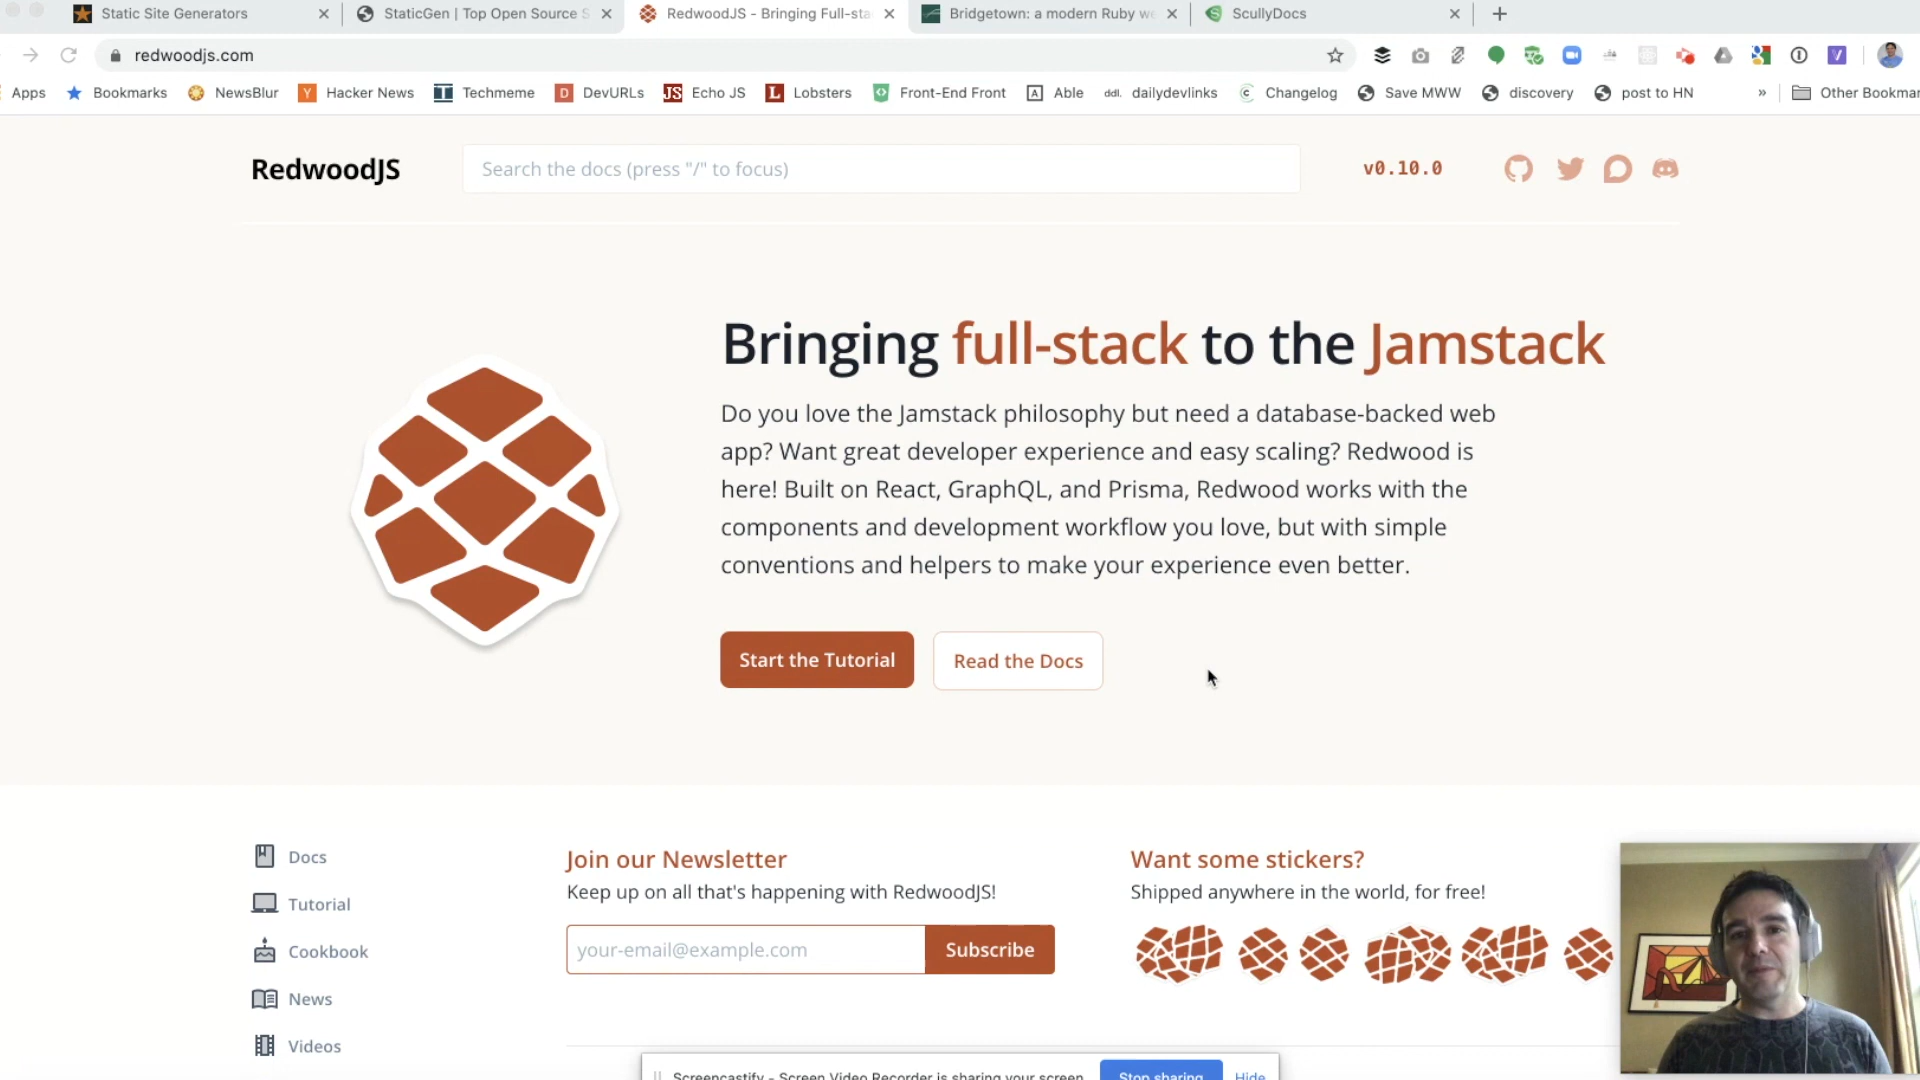 Static Site Generators
StaticGen | Top Open Source S
RedwoodJS - Bringing Full-sta
Bridgetown: a modern Ruby we
ScullyDocs
redwoodjs.com
Apps
Bookmarks
NewsBlur
Hacker News
Techmeme
DevURLs
Echo JS
Lobsters
Front-End Front
Able
ddl. dailydevlinks
Changelog
Save MWW
discovery
post to HN
»
Other Bookmar
RedwoodJS
Search the docs (press "/" to focus)
v0.10.0
Bringing full-stack to the Jamstack
Do you love the Jamstack philosophy but need a database-backed web
app? Want great developer experience and easy scaling? Redwood is
here! Built on React, GraphQL, and Prisma, Redwood works with the
components and development workflow you love, but with simple
conventions and helpers to make your experience even better.
Start the Tutorial
Read the Docs
Docs
Tutorial
Cookbook
News
Videos
Join our Newsletter
Keep up on all that's happening with RedwoodJS!
your-email@example.com
Subscribe
Want some stickers?
Shipped anywhere in the world, for free!
Screencastify - Screen Video Recorder is sharing your screen.
Stop sharing
Hide